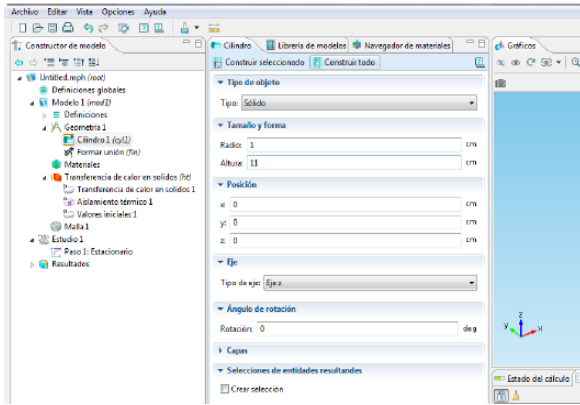 Archivo Editar Vista Opciones Ayuda
Constructor de modelo
Untitled.mph (root)
Definiciones globales
Modelo 1 (mod1)
Definiciones
Geometría 1
Cilindro 1 (cyl1)
Formar unión (fin)
Materiales
Transferencia de calor en solidos (ht)
Transferencia de calor en solidos 1
Aislamiento térmico 1
Valores iniciales 1
Malla 1
Estudio 1
Paso 1: Estacionario
Resultados
Cilindro Librería de modelos Navegador de materiales
Construir seleccionado Construir todo
Tipo de objeto
Tipo: Sólido
Tamaño y forma
Radio: 1 cm
Altura: 11 cm
Posición
x: 0 cm
y: 0 cm
z: 0 cm
Eje
Tipo de eje: Eje z
Ángulo de rotación
Rotación: 0 deg
Capas
Selecciones de entidades resultandes
Crear selección
Gráficos
z
y x
Estado del cálculo